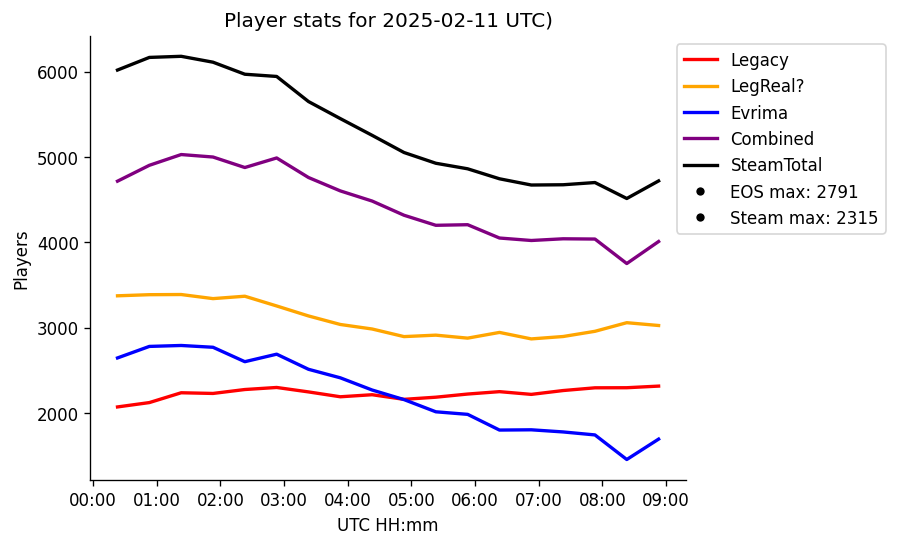 Player stats for 2025-02-11 UTC)
Players
6000
5000
4000
3000
2000
00:00 01:00 02:00 03:00 04:00 05:00 06:00 07:00 08:00 09:00
UTC HH:mm
Legacy
LegReal?
Evrima
Combined
SteamTotal
EOS max: 2791
Steam max: 2315